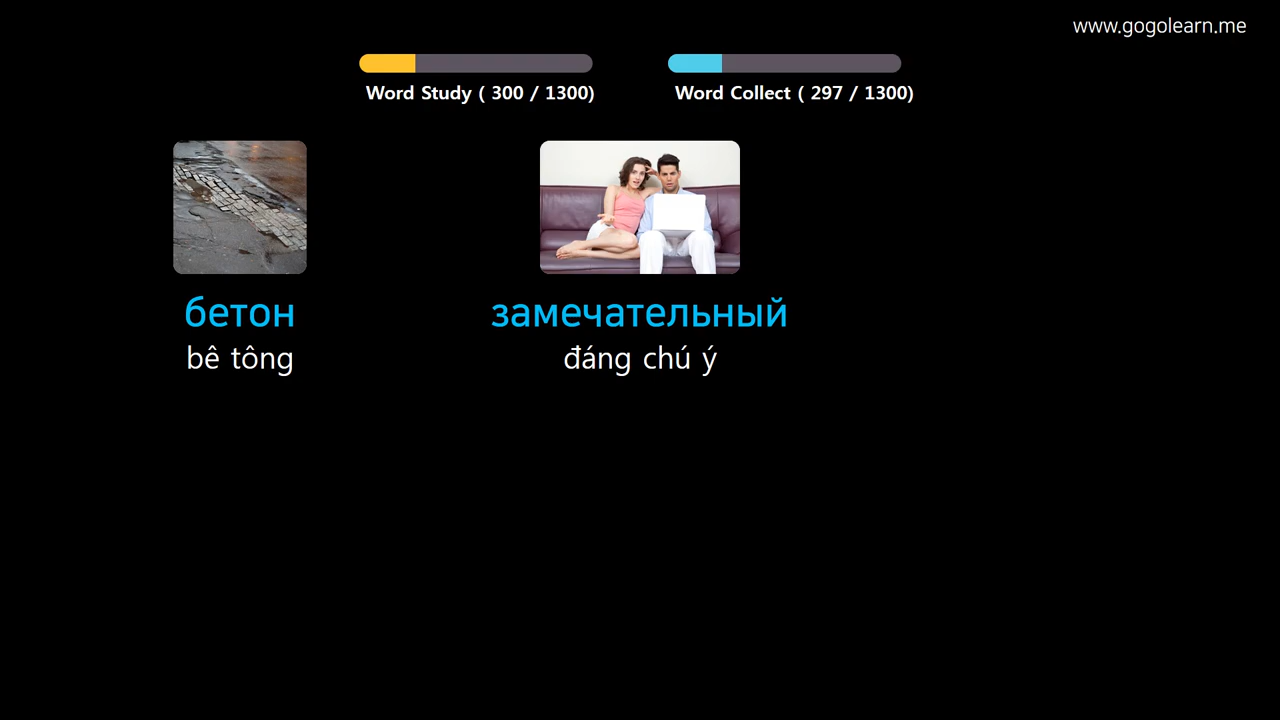 www.gogolearn.me
Word Study ( 300 / 1300)
Word Collect ( 297 / 1300)
бетон
bê tông
замечательный
đáng chú ý